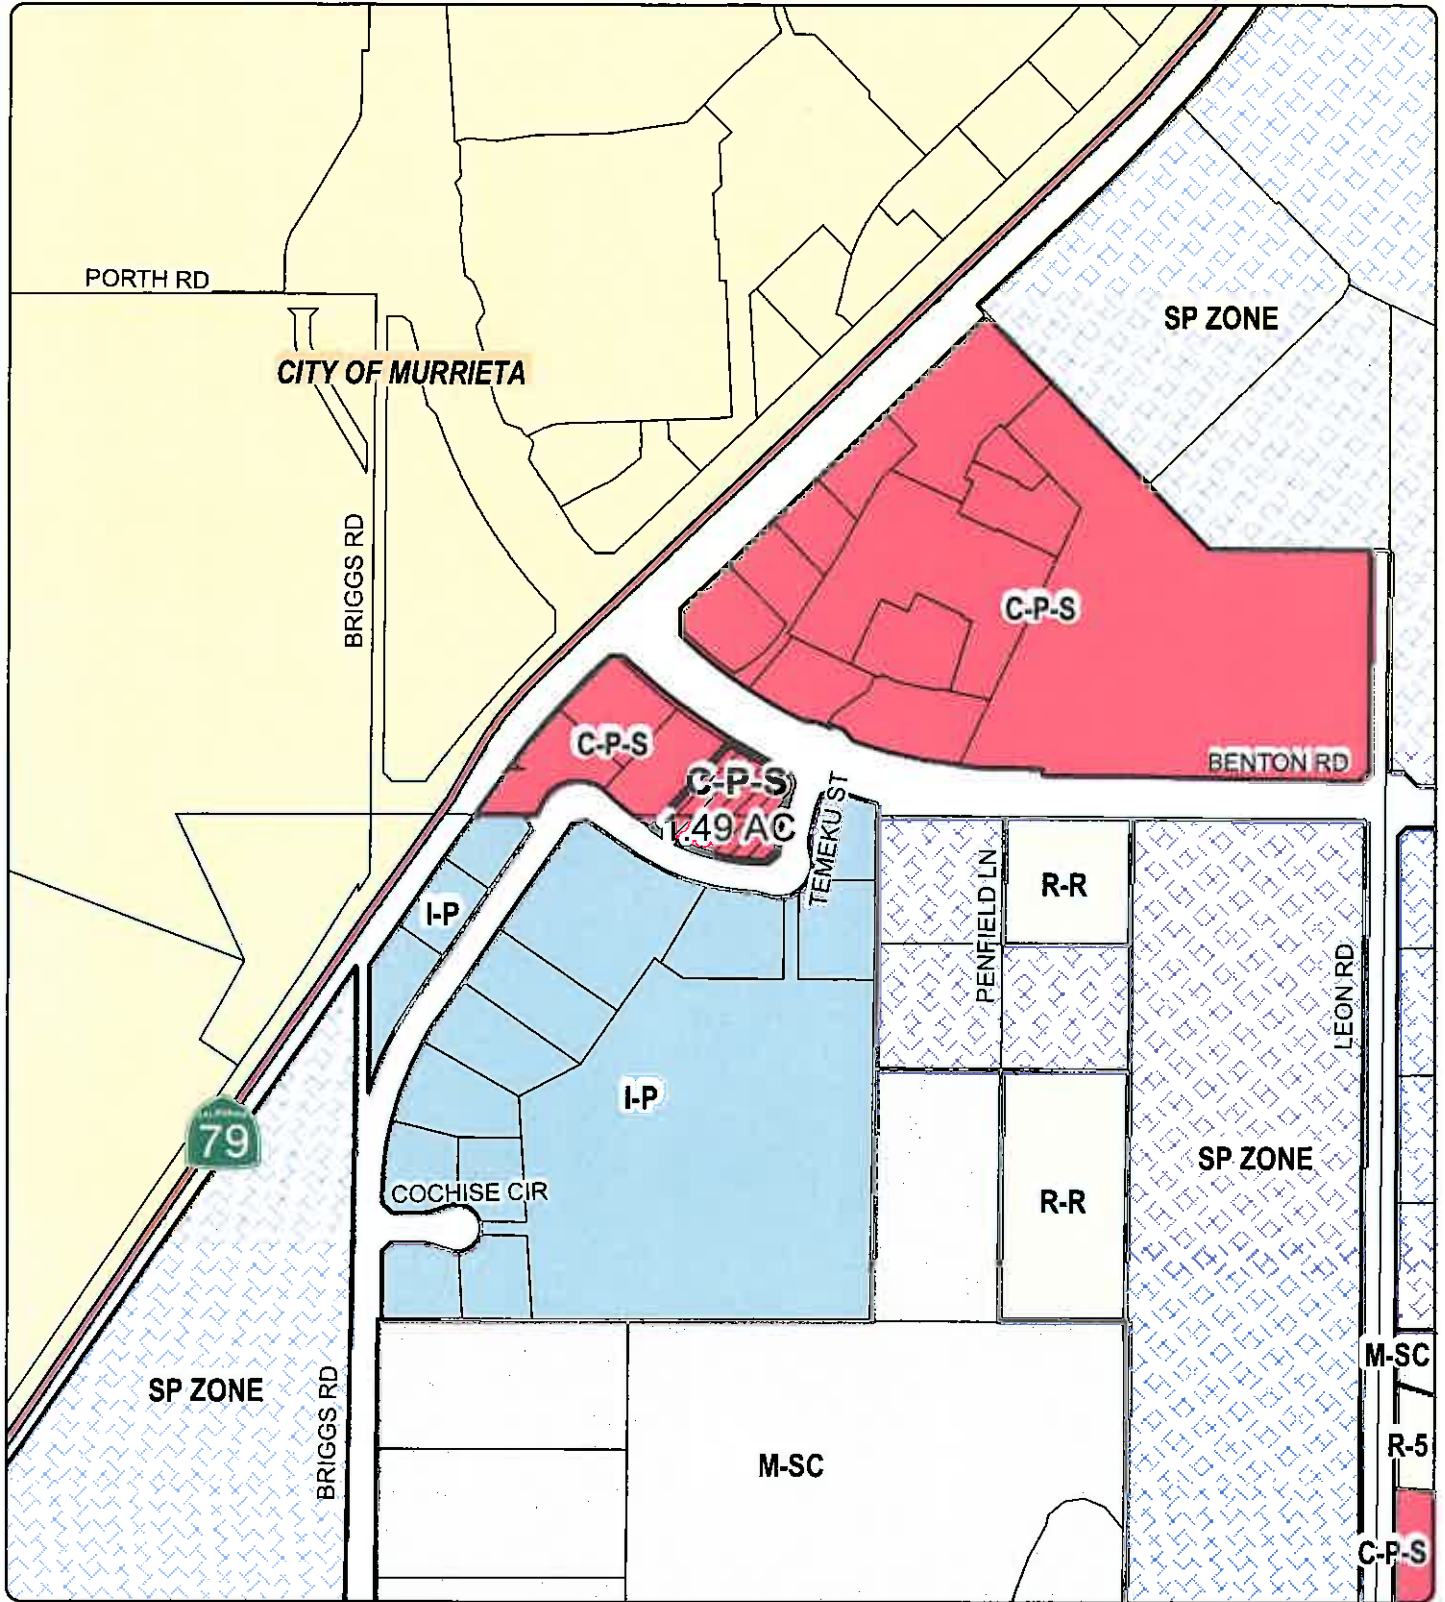 PORTH RD
SP ZONE
CITY OF MURRIETA
BRIGGS RD
C-P-S
C-P-S
BENTON RD
C-P-S
1.49 AC
TEMEKU ST
I-P
R-R
PENFIELD LN
LEON RD
I-P
79
SP ZONE
COCHISE CIR
R-R
M-SC
SP ZONE
BRIGGS RD
R-5
M-SC
C-P-S